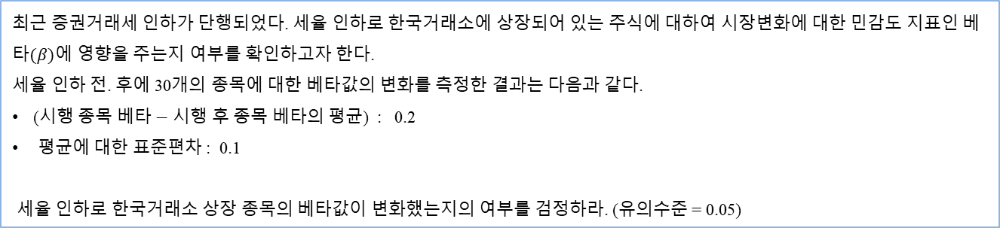 최근 증권거래세 인하가 단행되었다. 세율 인하로 한국거래소에 상장되어 있는 주식에 대하여 시장변화에 대한 민감도 지표인 베
타(β)에 영향을 주는지 여부를 확인하고자 한다.
세율 인하 전. 후에 30개의 종목에 대한 베타값의 변화를 측정한 결과는 다음과 같다.
• (시행 종목 베타 – 시행 후 종목 베타의 평균) : 0.2
• 평균에 대한 표준편차 : 0.1
세율 인하로 한국거래소 상장 종목의 베타값이 변화했는지의 여부를 검정하라. (유의수준 = 0.05)